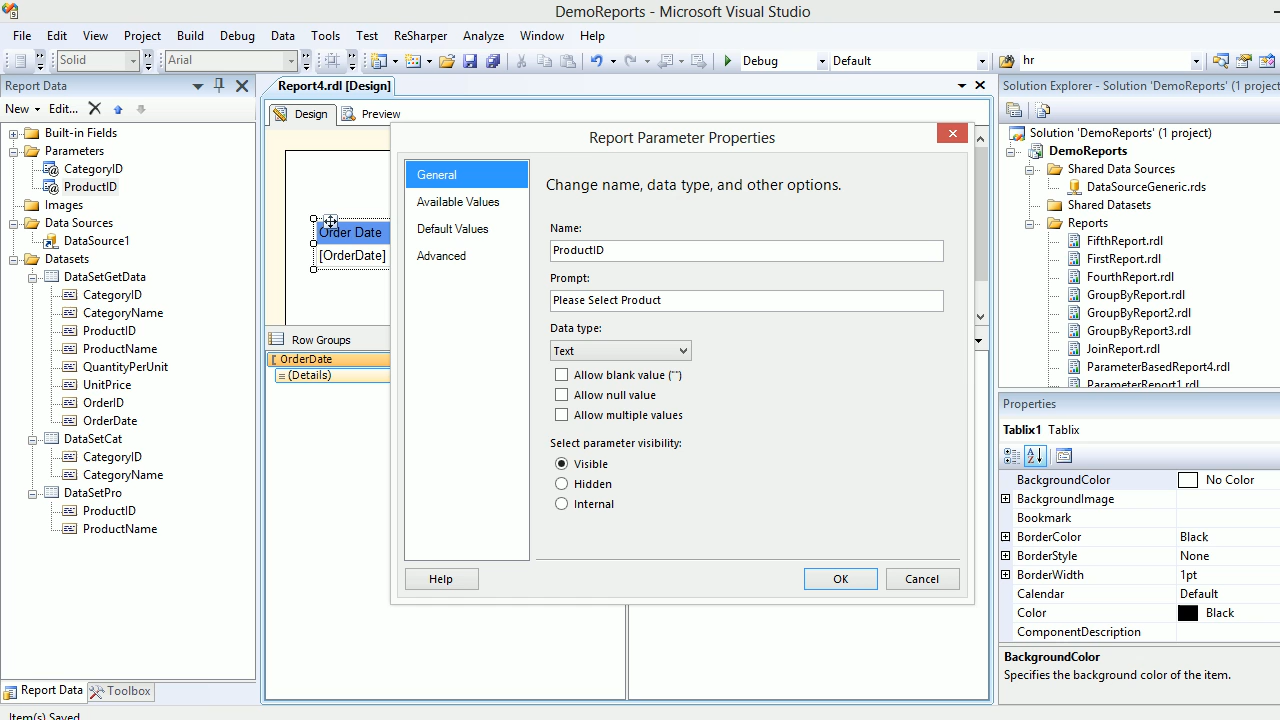 DemoReports - Microsoft Visual Studio
File Edit View Project Build Debug Data Tools Test ReSharper Analyze Window Help
Solid Arial Debug Default hr
Report Data
New Edit...
Built-in Fields
Parameters
CategoryID
ProductID
Images
Data Sources
DataSource1
Datasets
DataSetGetData
CategoryID
CategoryName
ProductID
ProductName
QuantityPerUnit
UnitPrice
OrderID
OrderDate
DataSetCat
CategoryID
CategoryName
DataSetPro
ProductID
ProductName
Report Data Toolbox
Item(s) Saved
Report4.rdl [Design]
Design Preview
Order Date
[OrderDate]
Row Groups
[ OrderDate
(Details)
Report Parameter Properties
General
Available Values
Default Values
Advanced
Change name, data type, and other options.
Name:
ProductID
Prompt:
Please Select Product
Data type:
Text
Allow blank value ("")
Allow null value
Allow multiple values
Select parameter visibility:
Visible
Hidden
Internal
Help OK Cancel
Solution Explorer - Solution 'DemoReports' (1 project)
Solution 'DemoReports' (1 project)
DemoReports
Shared Data Sources
DataSourceGeneric.rds
Shared Datasets
Reports
FifthReport.rdl
FirstReport.rdl
FourthReport.rdl
GroupByReport.rdl
GroupByReport2.rdl
GroupByReport3.rdl
JoinReport.rdl
ParameterBasedReport4.rdl
ParameterReport1.rdl
Properties
Tablix1 Tablix
BackgroundColor No Color
BackgroundImage
Bookmark
BorderColor Black
BorderStyle None
BorderWidth 1pt
Calendar Default
Color Black
ComponentDescription
BackgroundColor
Specifies the background color of the item.